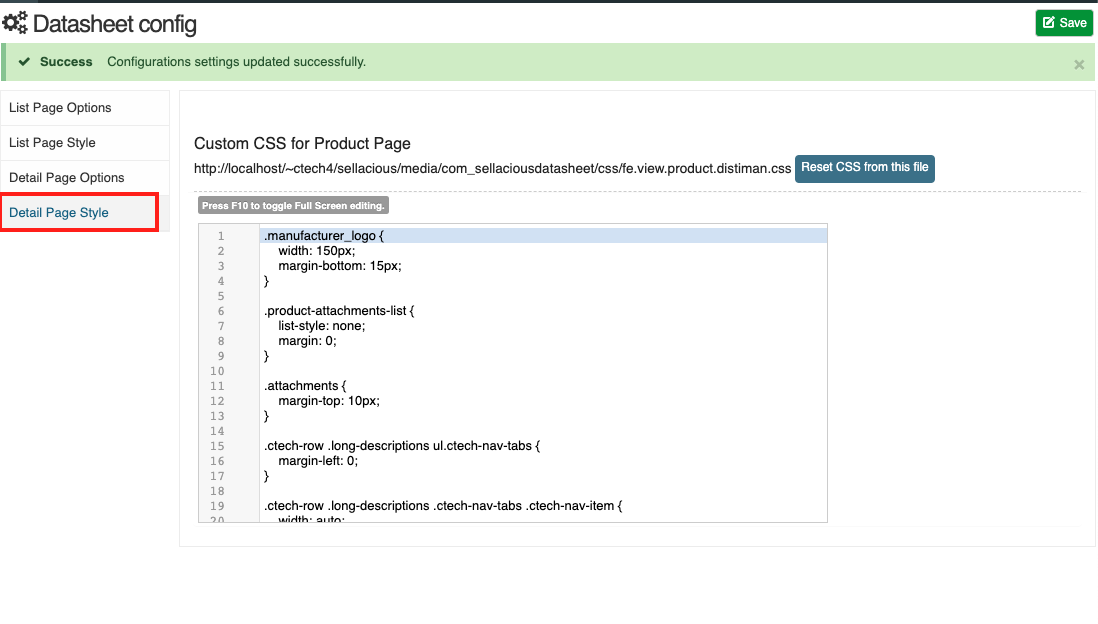 Datasheet config
Save
Success Configurations settings updated successfully.
×
List Page Options
List Page Style
Detail Page Options
Detail Page Style
Custom CSS for Product Page
http://localhost/~ctech4/sellacious/media/com_sellaciousdatasheet/css/fe.view.product.distiman.css Reset CSS from this file
Press F10 to toggle Full Screen editing.
1 .manufacturer_logo {
2 width: 150px;
3 margin-bottom: 15px;
4 }
5
6 .product-attachments-list {
7 list-style: none;
8 margin: 0;
9 }
10
11 .attachments {
12 margin-top: 10px;
13 }
14
15 .ctech-row .long-descriptions ul.ctech-nav-tabs {
16 margin-left: 0;
17 }
18
19 .ctech-row .long-descriptions .ctech-nav-tabs .ctech-nav-item {
20 width: auto;